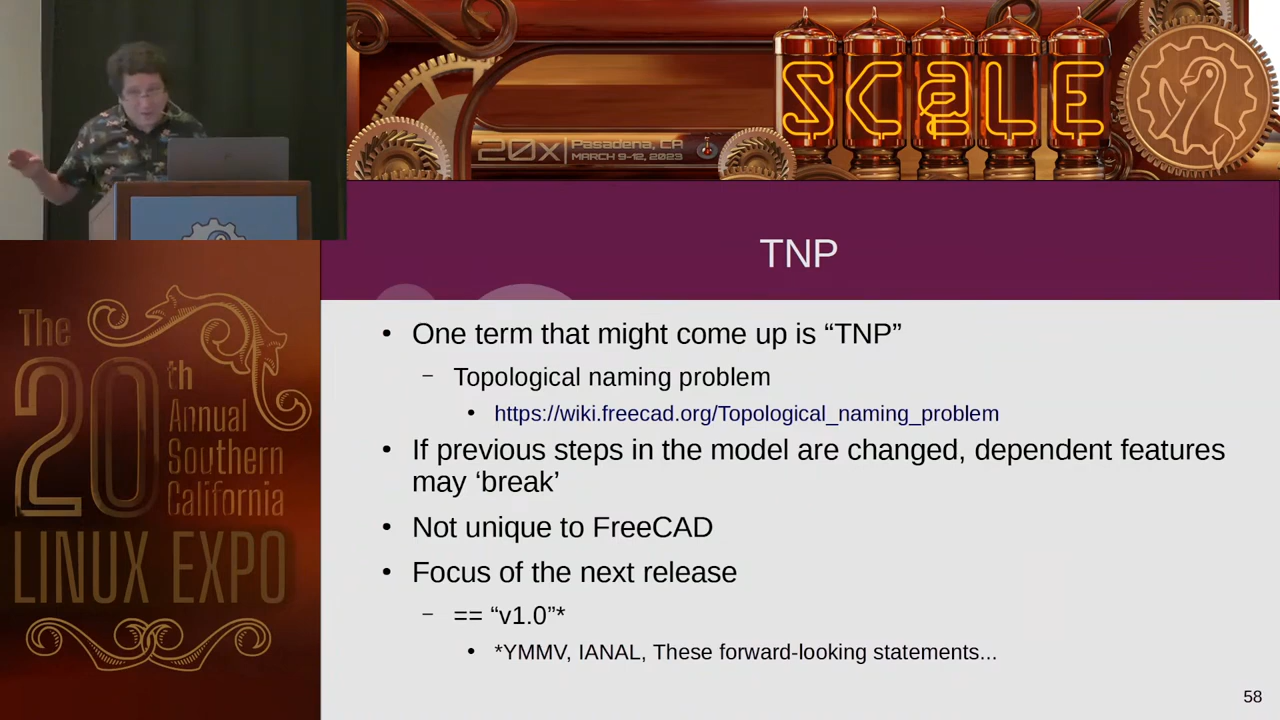 SCaLE
20x
Pasadena, CA
MARCH 9-12, 2023
The
20th
Annual
Southern
California
LINUX EXPO
TNP
• One term that might come up is “TNP”
– Topological naming problem
• https://wiki.freecad.org/Topological_naming_problem
• If previous steps in the model are changed, dependent features
may ‘break’
• Not unique to FreeCAD
• Focus of the next release
– == “v1.0”*
• *YMMV, IANAL, These forward-looking statements...
58